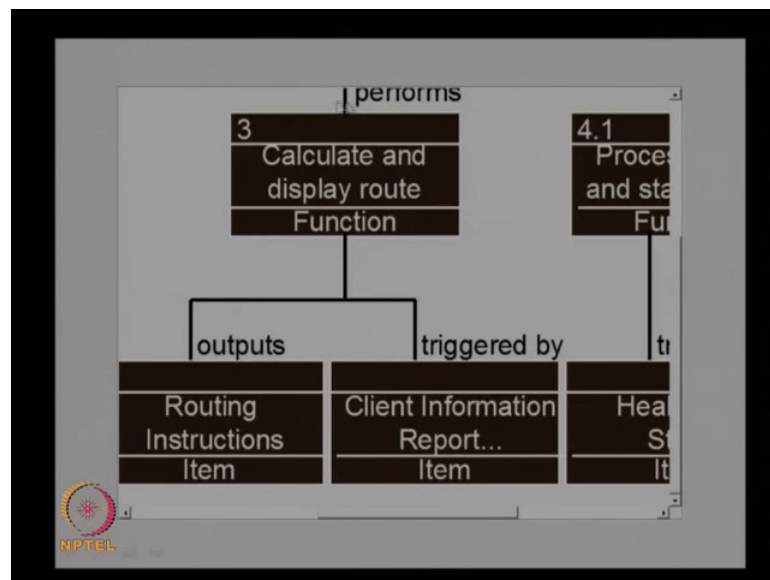 performs
3
Calculate and
display route
Function
4.1
and
outputs
triggered by
Routing
Instructions
Item
Client Information
Report...
Item
NPTEL